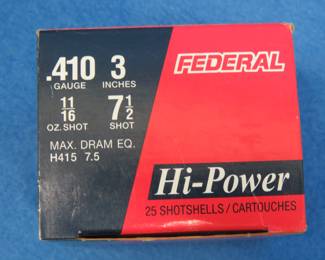 .410 3
GAUGE INCHES
11/16 7 1/2
OZ. SHOT SHOT
MAX. DRAM EQ.
H415 7.5
FEDERAL
Hi-Power
25 SHOTSHELLS/CARTOUCHES